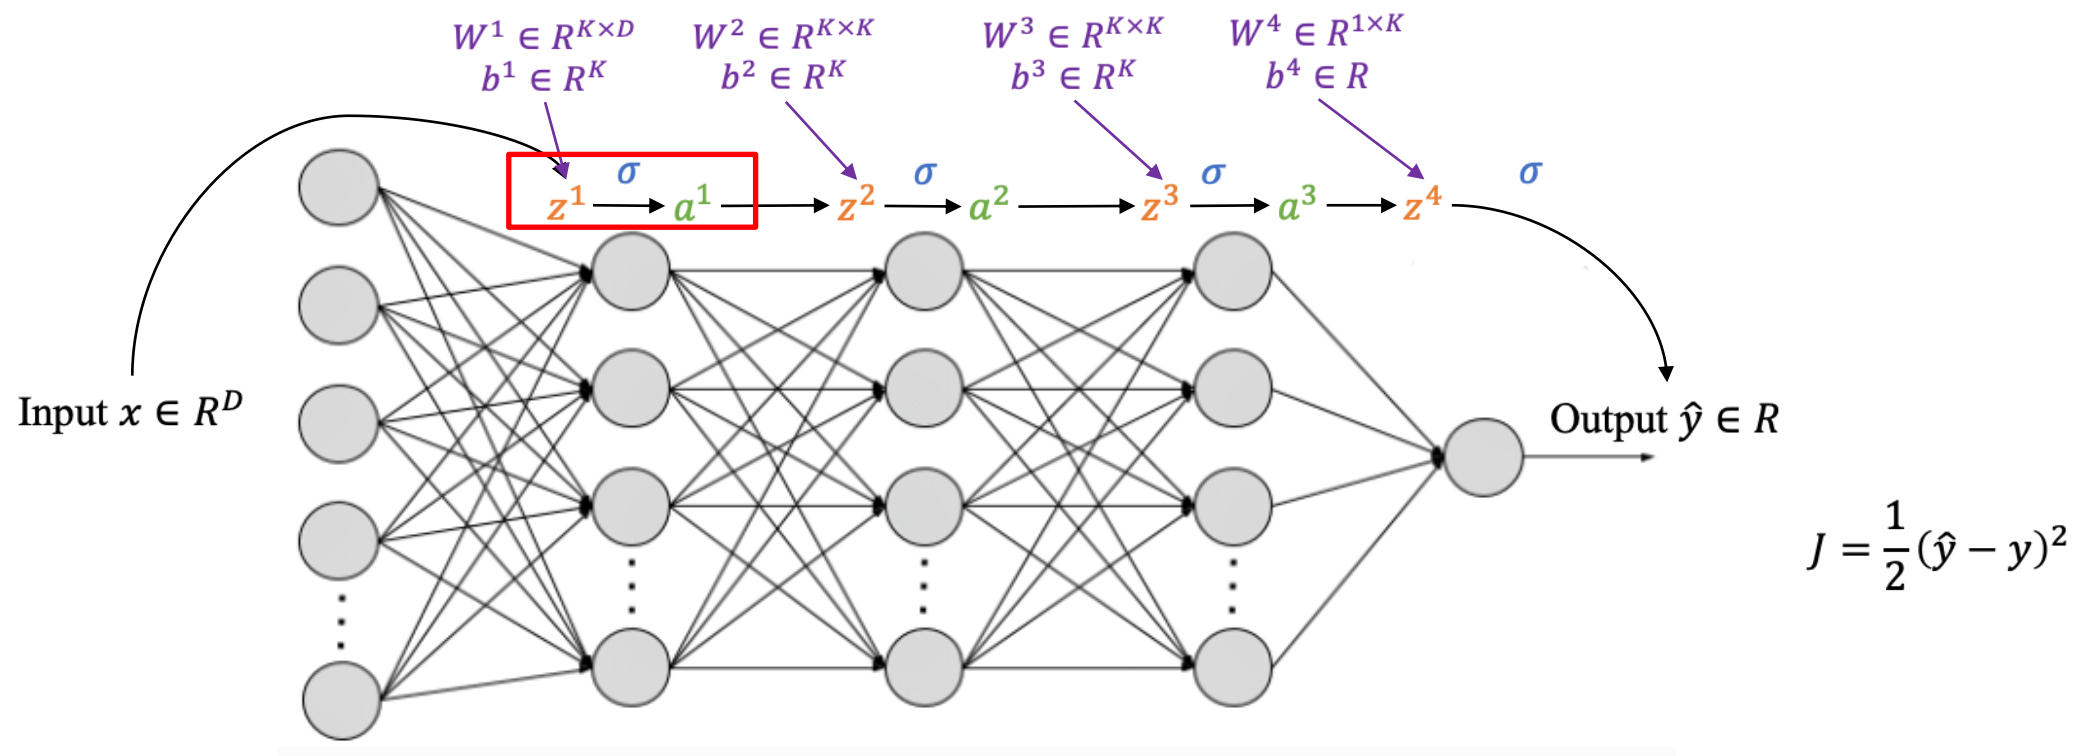 W¹ ∈ R^{K×D}
b¹ ∈ R^K
W² ∈ R^{K×K}
b² ∈ R^K
W³ ∈ R^{K×K}
b³ ∈ R^K
W⁴ ∈ R^{1×K}
b⁴ ∈ R
σ σ σ σ
z¹ a¹ z² a² z³ a³ z⁴
Input x ∈ R^D
Output ŷ ∈ R
J = \frac{1}{2}(ŷ − y)²